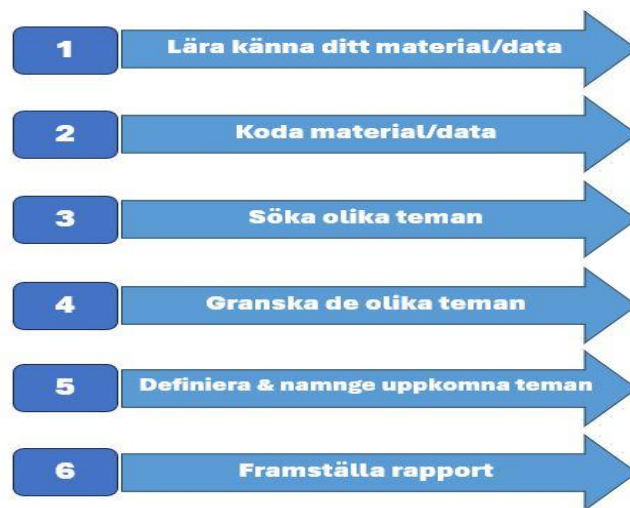 1 Lära känna ditt material/data
2 Koda material/data
3 Söka olika teman
4 Granska de olika teman
5 Definiera & namnge uppkomna teman
6 Framställa rapport